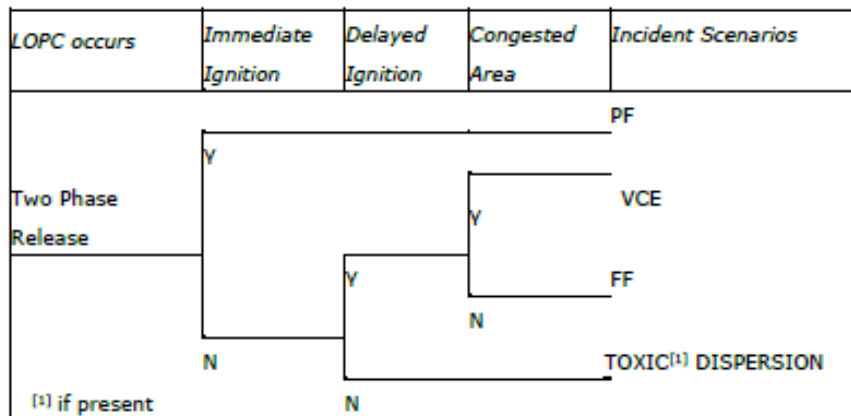 LOPC occurs
Immediate Ignition
Delayed Ignition
Congested Area
Incident Scenarios
PF
Y
Two Phase
Release
VCE
Y
Y
FF
N
N
TOXIC[1] DISPERSION
[1] if present
N